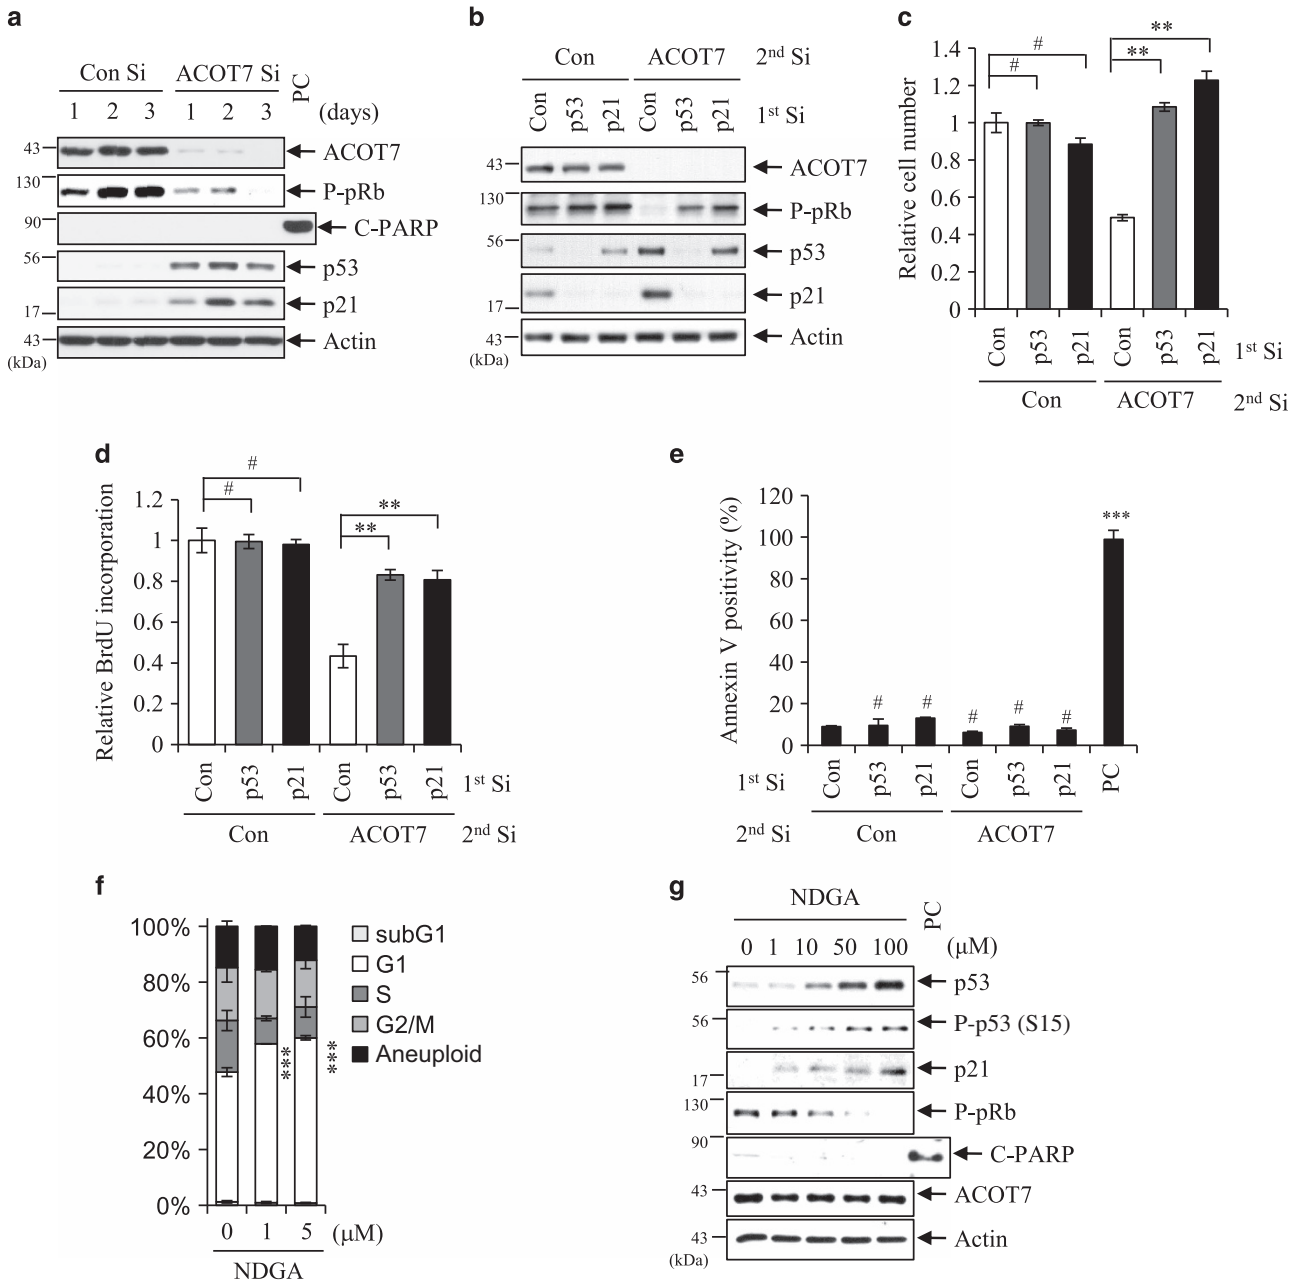 a
Con Si ACOT7 Si PC
1 2 3 1 2 3 (days)
43 ACOT7
130 P-pRb
90 C-PARP
56 p53
17 p21
43 Actin
(kDa)
b
Con ACOT7 2nd Si
Con p53 p21 Con p53 p21 1st Si
43 ACOT7
130 P-pRb
56 p53
17 p21
43 Actin
(kDa)
c
Relative cell number
1.4
1.2
1
0.8
0.6
0.4
0.2
0
# # ** **
Con p53 p21 Con p53 p21 1st Si
Con ACOT7 2nd Si
d
Relative BrdU incorporation
1.2
1
0.8
0.6
0.4
0.2
0
# # ** **
Con p53 p21 Con p53 p21 1st Si
Con ACOT7 2nd Si
e
Annexin V positivity (%)
120
100
80
60
40
20
0
# # # # # ***
1st Si Con p53 p21 Con p53 p21 PC
2nd Si Con ACOT7
f
100%
80%
60%
40%
20%
0%
*** ***
subG1
G1
S
G2/M
Aneuploid
0 1 5 (μM)
NDGA
g
NDGA PC
0 1 10 50 100 (μM)
56 p53
56 P-p53 (S15)
17 p21
130 P-pRb
90 C-PARP
43 ACOT7
43 Actin
(kDa)